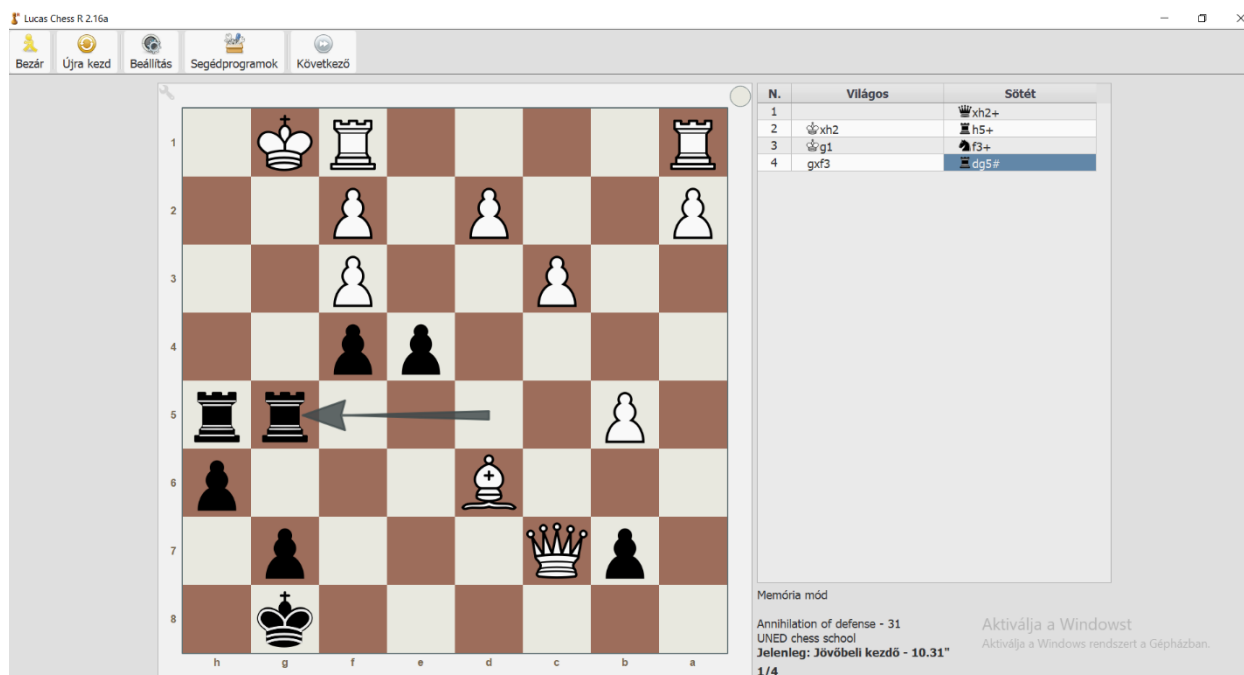 Lucas Chess R 2.16a
Bezár Újra kezd Beállítás Segédprogramok Következő
N. Világos Sötét
1 ♛xh2+
2 ♔xh2 ♜h5+
3 ♔g1 ♞f3+
4 gxf3 ♜dg5#
1
2
3
4
5
6
7
8
h g f e d c b a
Memória mód
Annihilation of defense - 31
UNED chess school
Jelenleg: Jövőbeli kezdő - 10.31"
1/4
Aktiválja a Windowst
Aktiválja a Windows rendszert a Gépházban.